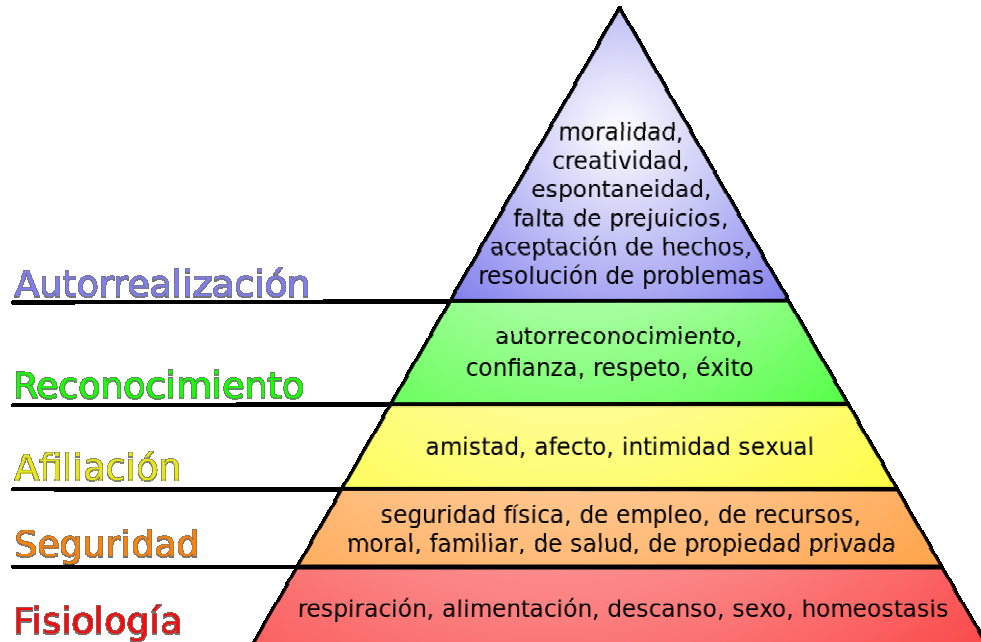 moralidad,
creatividad,
espontaneidad,
falta de prejuicios,
aceptación de hechos,
resolución de problemas
Autorrealización
autorreconocimiento,
confianza, respeto, éxito
Reconocimiento
amistad, afecto, intimidad sexual
Afiliación
seguridad física, de empleo, de recursos,
moral, familiar, de salud, de propiedad privada
Seguridad
respiración, alimentación, descanso, sexo, homeostasis
Fisiología